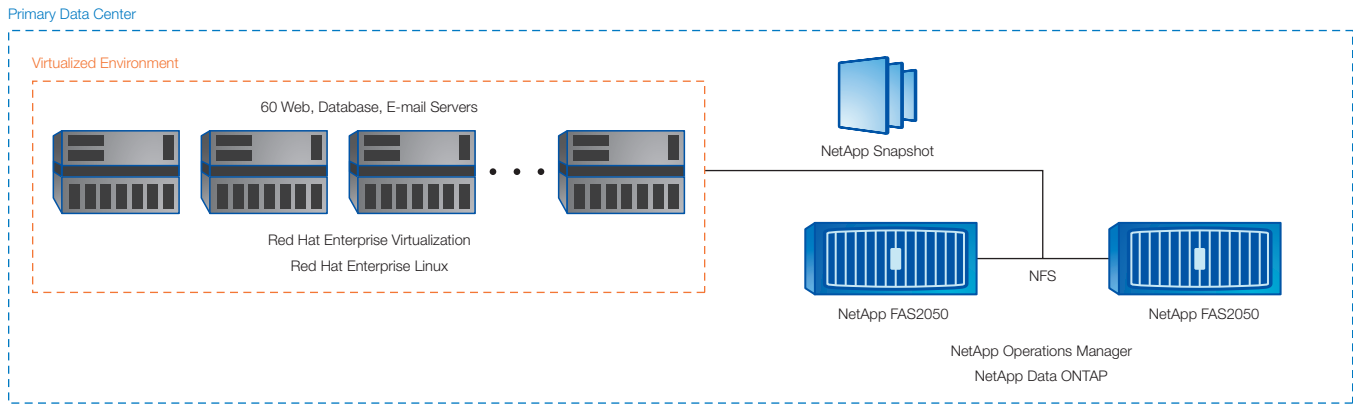 Primary Data Center
Virtualized Environment
60 Web, Database, E-mail Servers
Red Hat Enterprise Virtualization
Red Hat Enterprise Linux
NetApp Snapshot
NFS
NetApp FAS2050
NetApp FAS2050
NetApp Operations Manager
NetApp Data ONTAP